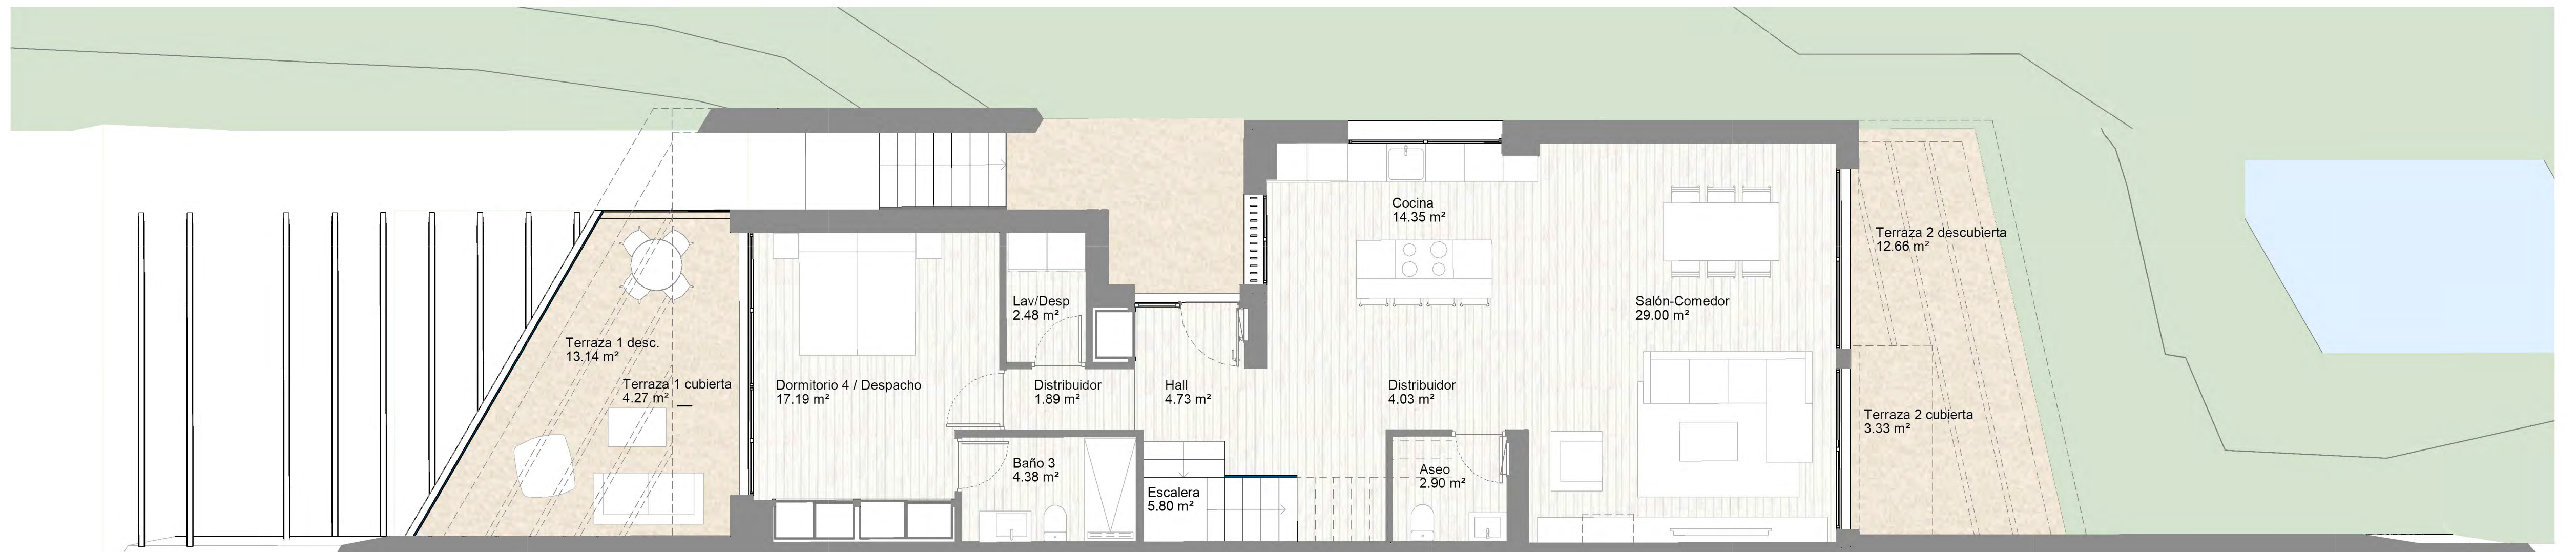 Cocina
14.35 m²
Terraza 2 descubierta
12.66 m²
Lav/Desp
2.48 m²
Salón-Comedor
29.00 m²
Terraza 1 desc.
13.14 m²
Terraza 1 cubierta
4.27 m²
Dormitorio 4 / Despacho
17.19 m²
Distribuidor
1.89 m²
Hall
4.73 m²
Distribuidor
4.03 m²
Terraza 2 cubierta
3.33 m²
Baño 3
4.38 m²
Aseo
2.90 m²
Escalera
5.80 m²